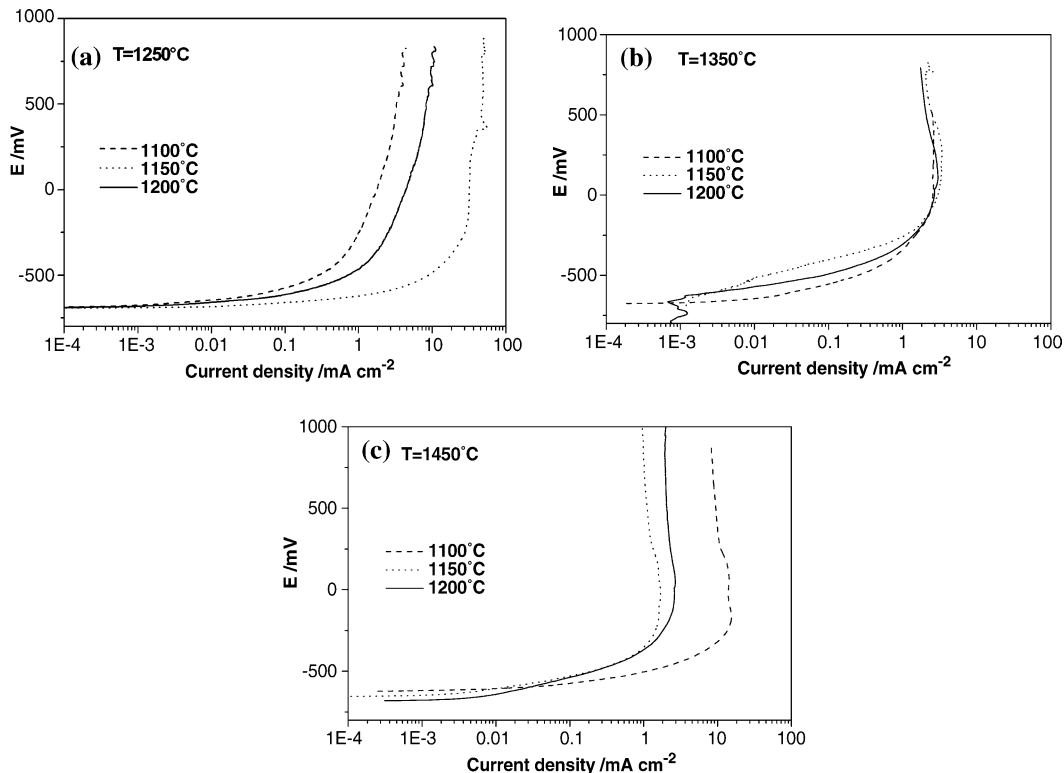 (a) T=1250°C
1000
500
0
-500
E /mV
1100°C
1150°C
1200°C
1E-4 1E-3 0.01 0.1 1 10 100
Current density /mA cm⁻²
(b) T=1350°C
1000
500
0
-500
E /mV
1100°C
1150°C
1200°C
1E-4 1E-3 0.01 0.1 1 10 100
Current density /mA cm⁻²
(c) T=1450°C
1000
500
0
-500
E /mV
1100°C
1150°C
1200°C
1E-4 1E-3 0.01 0.1 1 10 100
Current density /mA cm⁻²